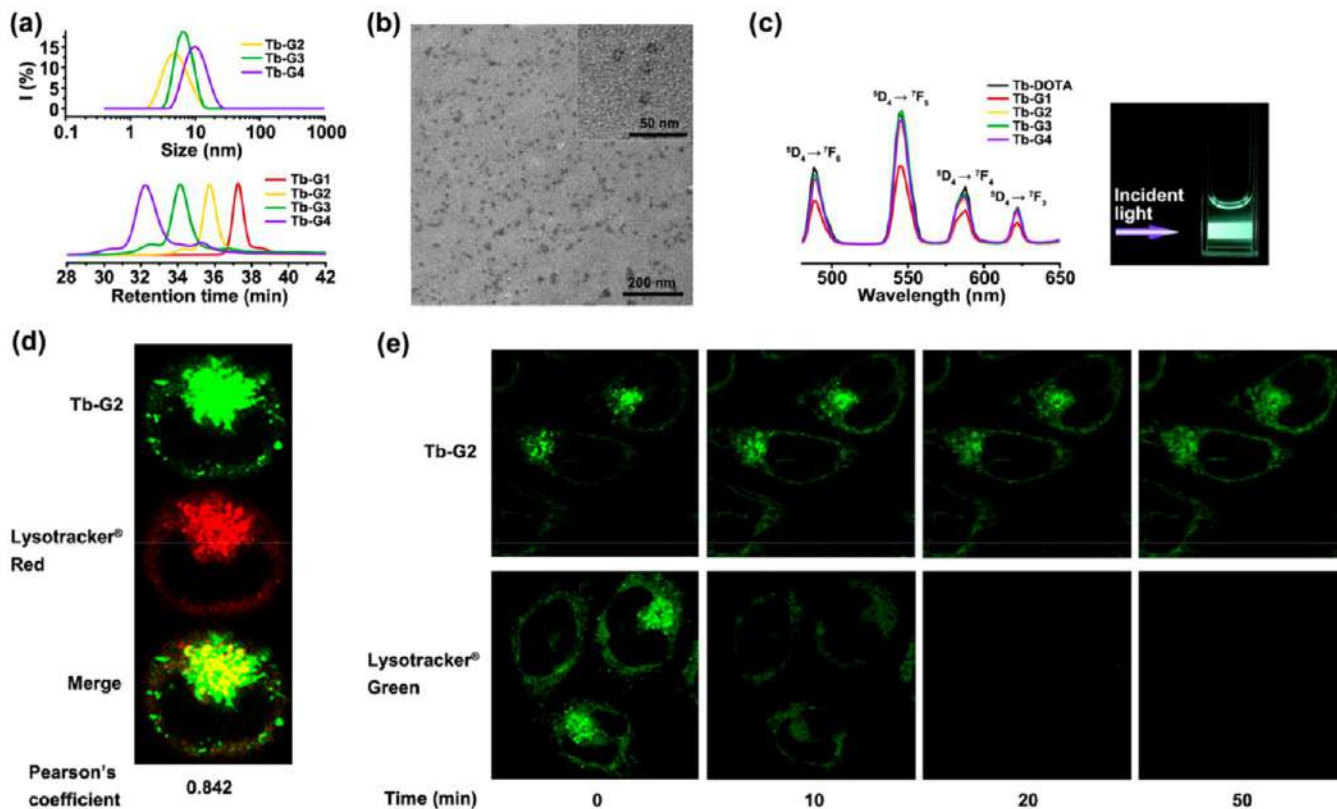 (a)
I (%)
15
10
5
0
Tb-G2
Tb-G3
Tb-G4
0.1 1 10 100 1000
Size (nm)
Tb-G1
Tb-G2
Tb-G3
Tb-G4
28 30 32 34 36 38 40 42
Retention time (min)
(b)
50 nm
200 nm
(c)
Tb-DOTA
Tb-G1
Tb-G2
Tb-G3
Tb-G4
⁵D₄ → ⁷F₆
⁵D₄ → ⁷F₅
⁵D₄ → ⁷F₄
⁵D₄ → ⁷F₃
500 550 600 650
Wavelength (nm)
Incident
light
(d)
Tb-G2
Lysotracker®
Red
Merge
Pearson's
coefficient
0.842
(e)
Tb-G2
Lysotracker®
Green
Time (min) 0 10 20 50